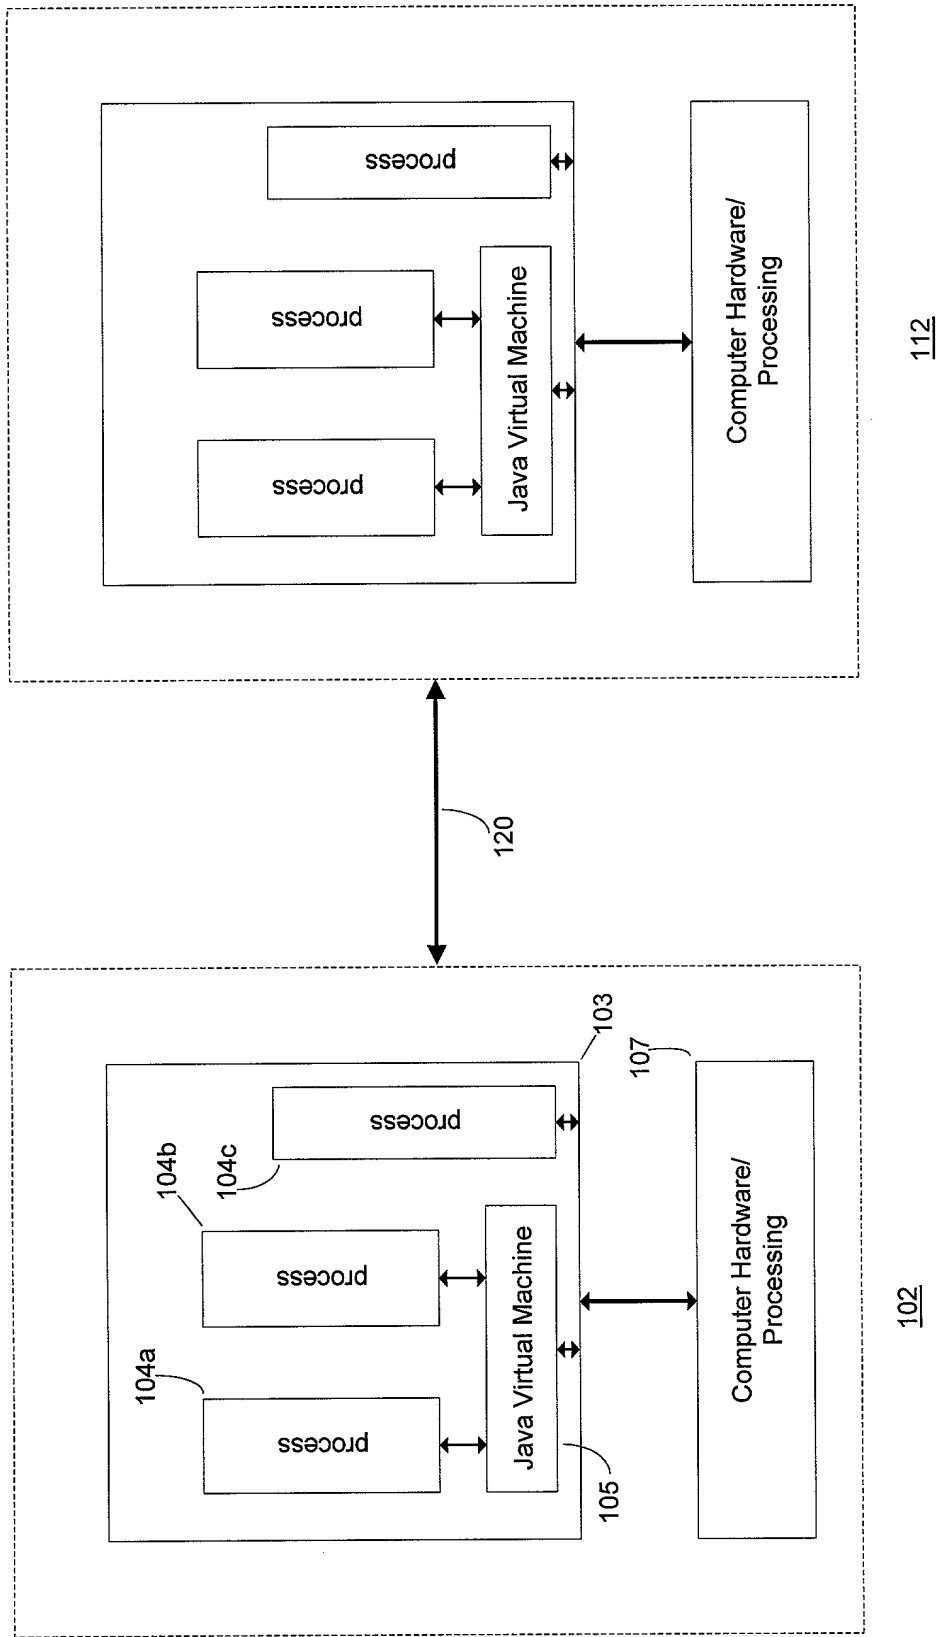 104a
104b
104c
process
process
process
Java Virtual Machine
105
103
107
Computer Hardware/
Processing
102
120
process
process
process
Java Virtual Machine
Computer Hardware/
Processing
112